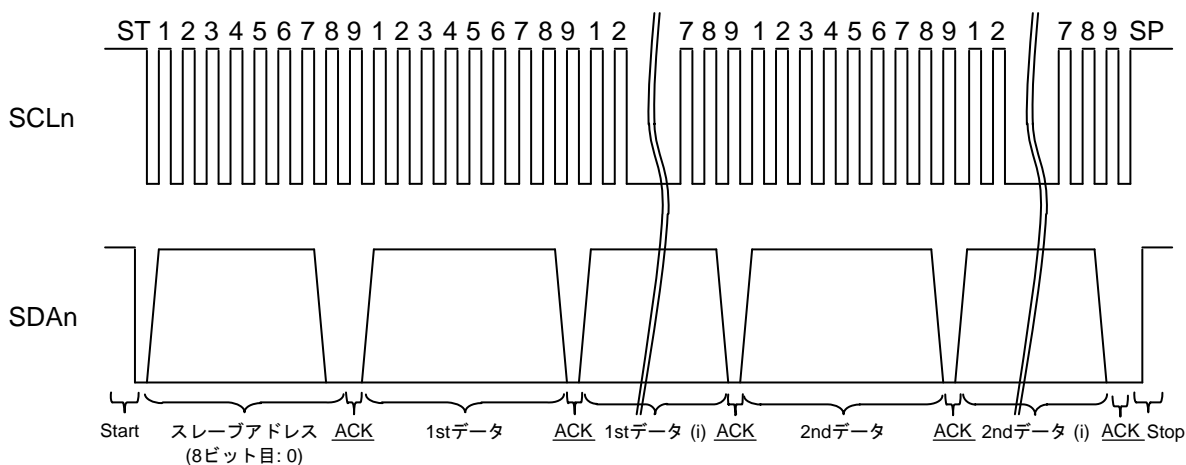 ST 1 2 3 4 5 6 7 8 9 1 2 3 4 5 6 7 8 9 1 2 7 8 9 1 2 3 4 5 6 7 8 9 1 2 7 8 9 SP
SCLn
SDAn
Start スレーブアドレス ACK 1stデータ ACK 1stデータ (i) ACK 2ndデータ ACK 2ndデータ (i) ACK Stop
(8ビット目: 0)